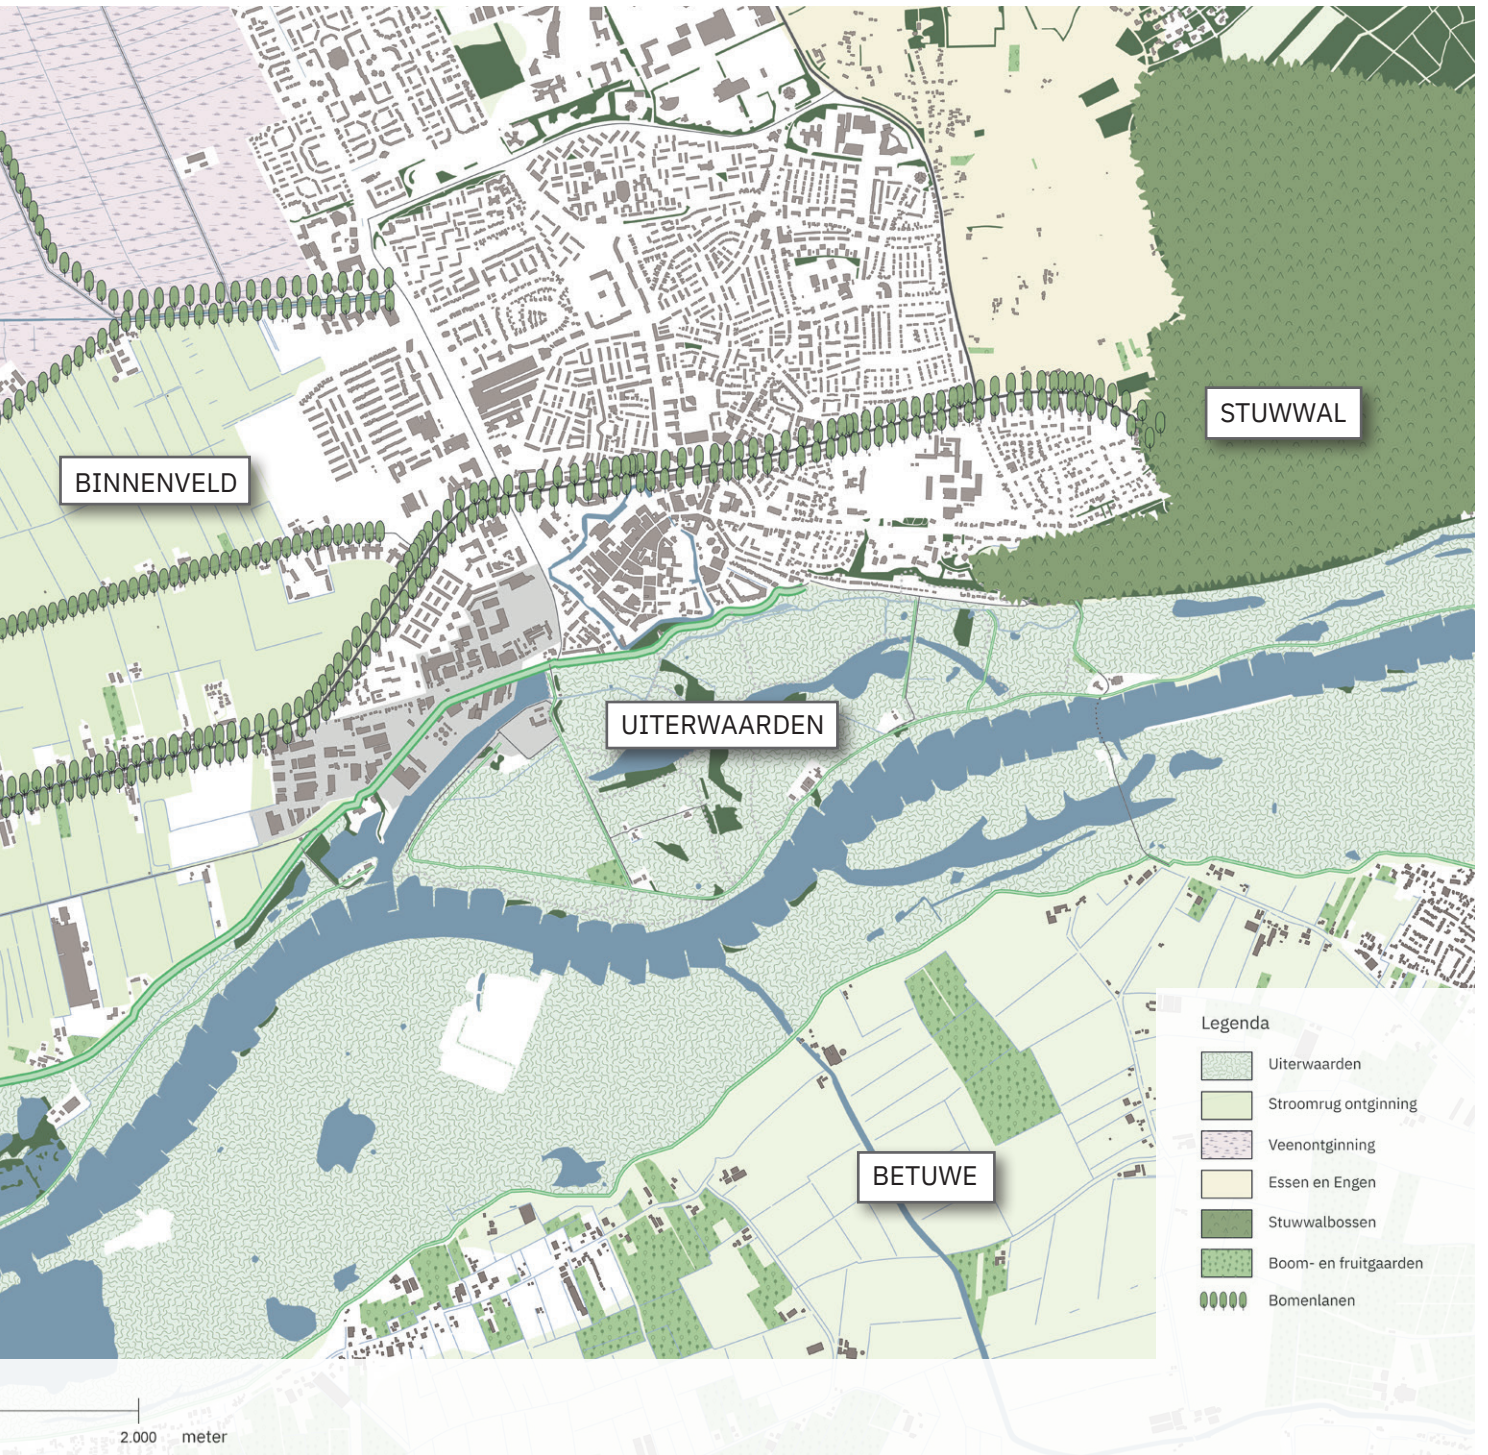 STUWWAL
BINNENVELD
UITERWAARDEN
BETUWE
Legenda
Uiterwaarden
Stroomrug ontginning
Veenontginning
Essen en Engen
Stuwwalbossen
Boom- en fruitgaarden
Bomenlanen
2.000 meter